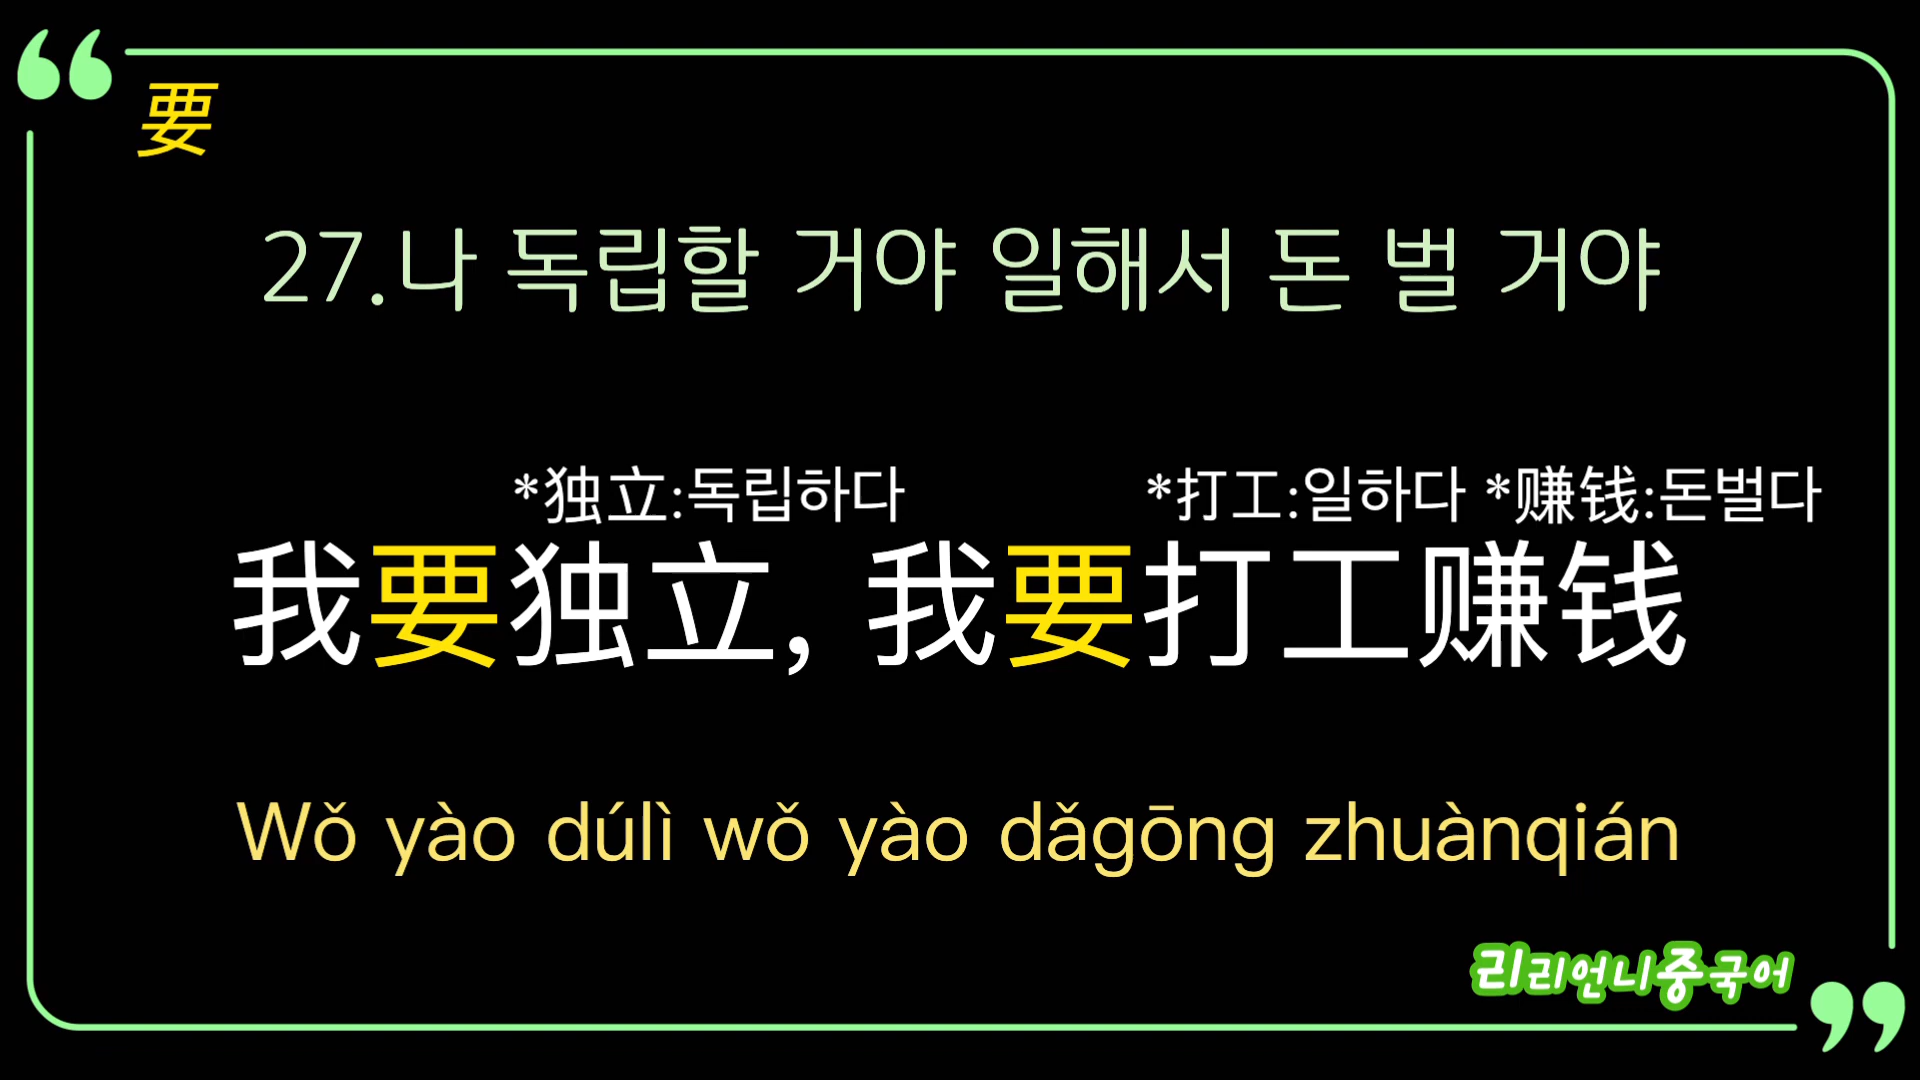 要
27.나 독립할 거야 일해서 돈 벌 거야
*独立:독립하다 *打工:일하다 *赚钱:돈벌다
我要独立, 我要打工赚钱
Wǒ yào dúlì wǒ yào dǎgōng zhuànqián
리리언니중국어